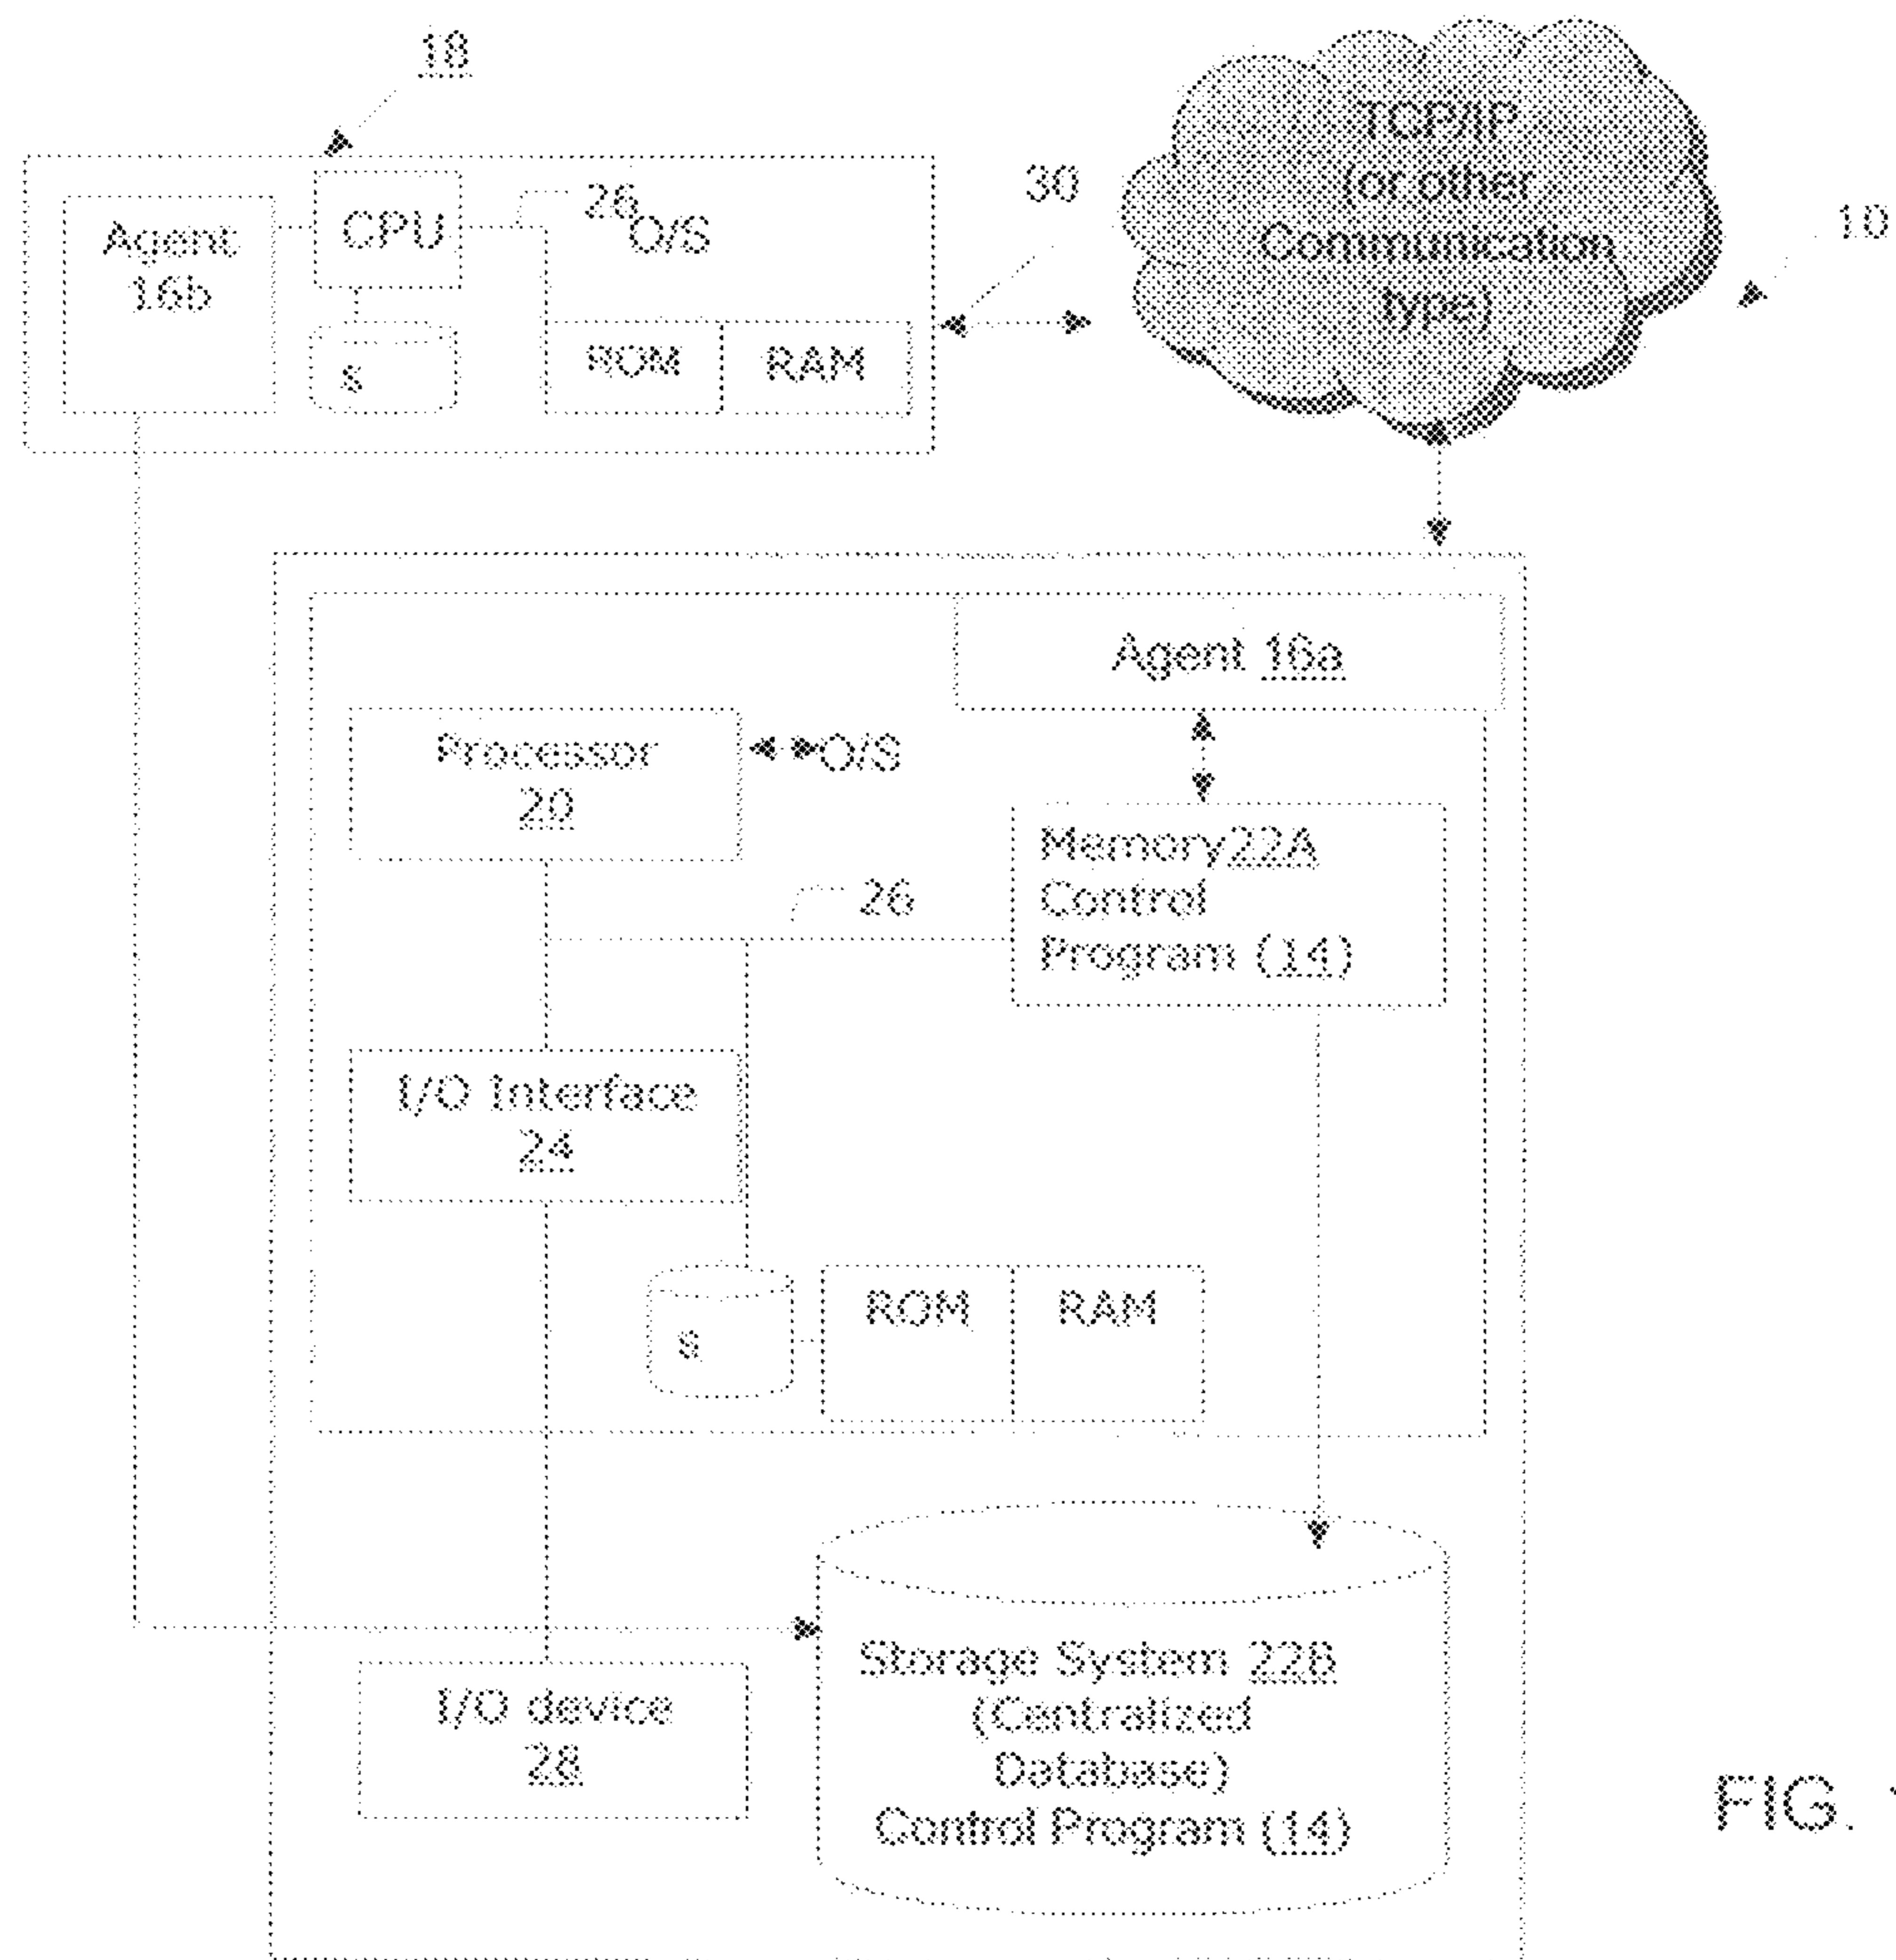 18
TCP/IP
(or other
Communication
type)
30
10
Agent
16b
CPU
26
O/S
S
ROM
RAM
Agent 16a
Processor
20
O/S
Memory22A
Control
Program (14)
26
I/O Interface
24
S
ROM
RAM
Storage System 22B
(Centralized
Database)
Control Program (14)
I/O device
28
FIG.